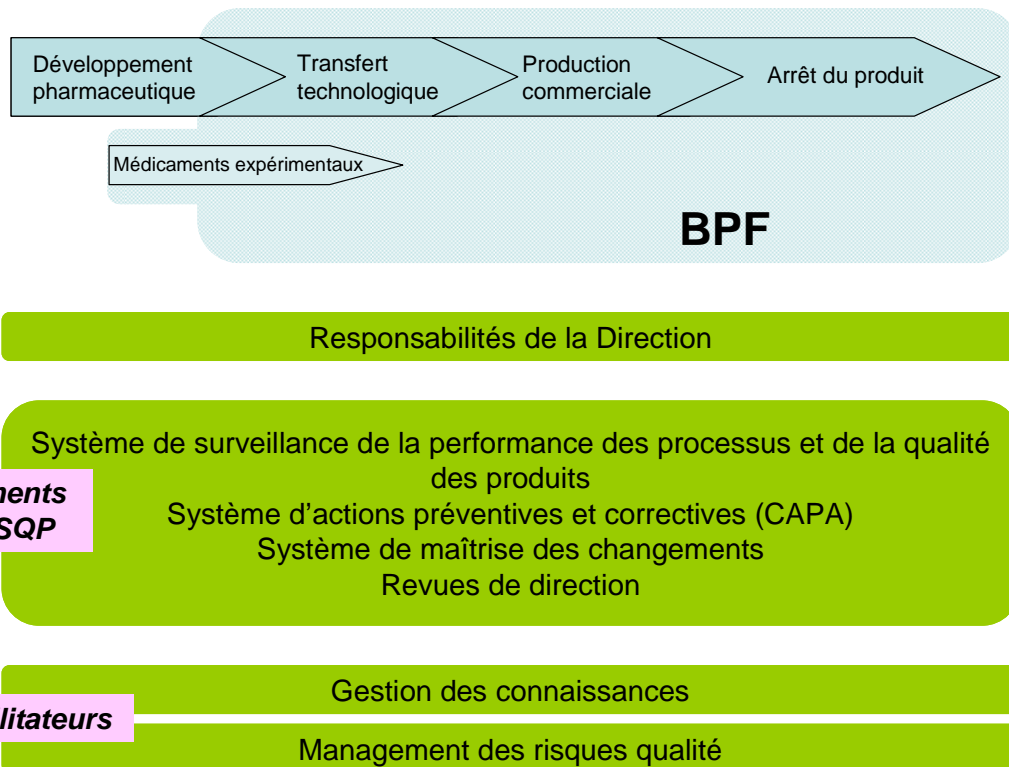 Développement
pharmaceutique
Transfert
technologique
Production
commerciale
Arrêt du produit
Médicaments expérimentaux
BPF
Responsabilités de la Direction
Système de surveillance de la performance des processus et de la qualité
des produits
Système d'actions préventives et correctives (CAPA)
Système de maîtrise des changements
Revues de direction
SQP
Gestion des connaissances
Management des risques qualité